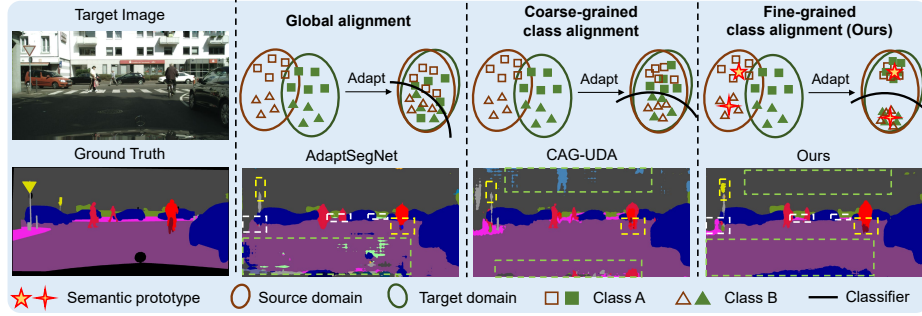 Target Image
Global alignment
Coarse-grained
class alignment
Fine-grained
class alignment (Ours)
Adapt
Adapt
Adapt
Ground Truth
AdaptSegNet
CAG-UDA
Ours
Semantic prototype
Source domain
Target domain
Class A
Class B
Classifier